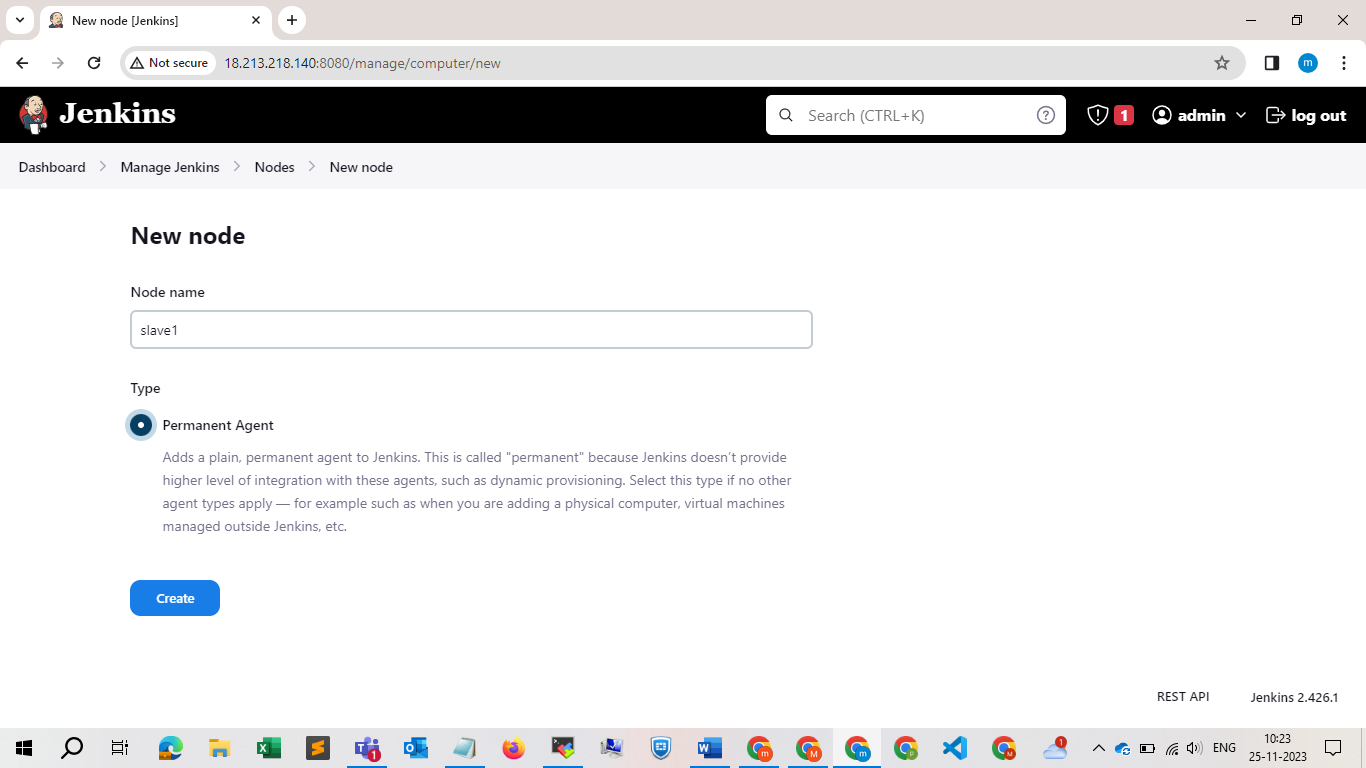 New node [Jenkins]
Not secure
18.213.218.140:8080/manage/computer/new
m
Jenkins
Search (CTRL+K)
?
1
admin
log out
Dashboard
Manage Jenkins
Nodes
New node
New node
Node name
slave1
Type
Permanent Agent
Adds a plain, permanent agent to Jenkins. This is called "permanent" because Jenkins doesn't provide
higher level of integration with these agents, such as dynamic provisioning. Select this type if no other
agent types apply — for example such as when you are adding a physical computer, virtual machines
managed outside Jenkins, etc.
Create
REST API
Jenkins 2.426.1
1
m
M
m
1
ENG
10:23
25-11-2023